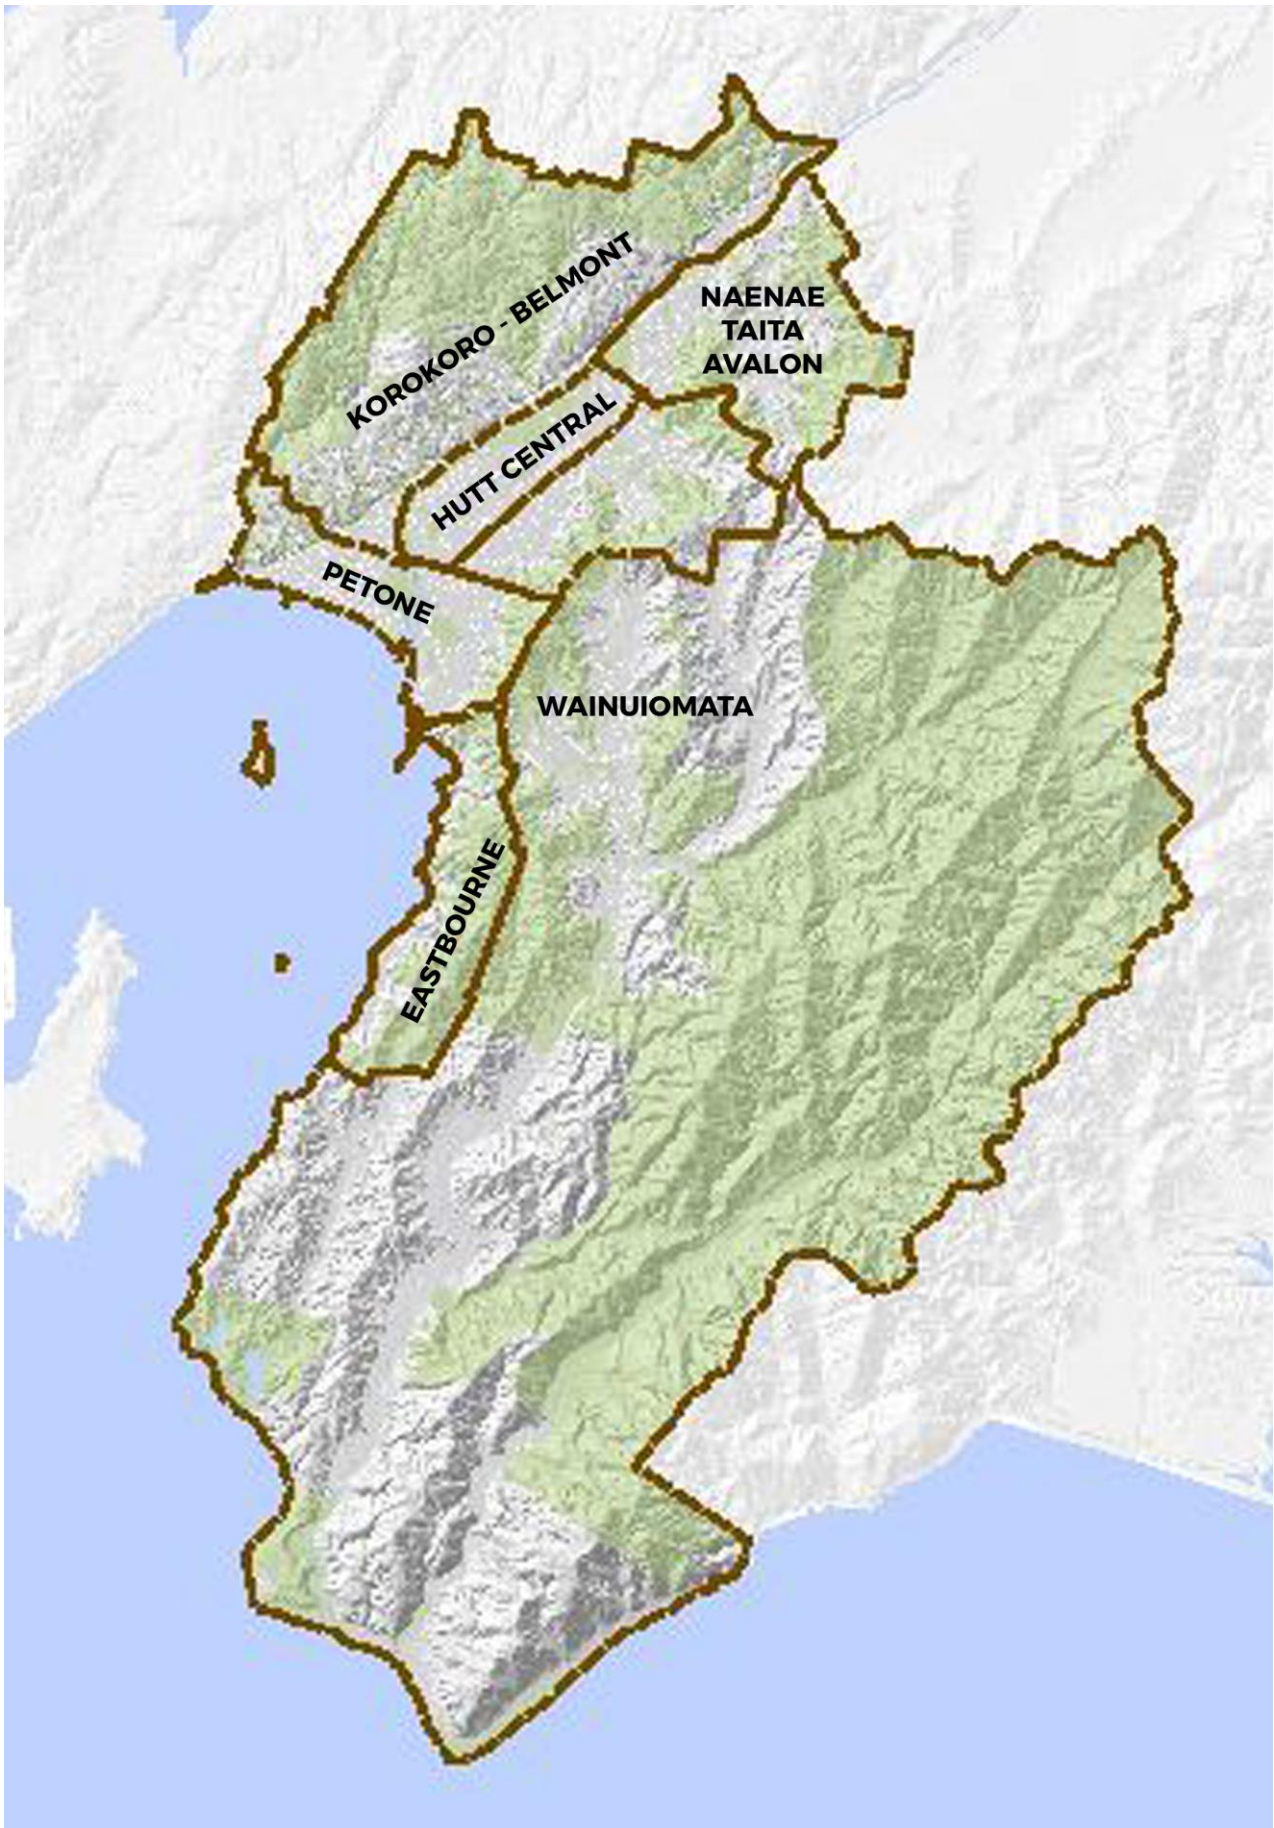 KOROKORO - BELMONT
NAENAE
TAITA
AVALON
HUTT CENTRAL
PETONE
WAINUIOMATA
EASTBOURNE